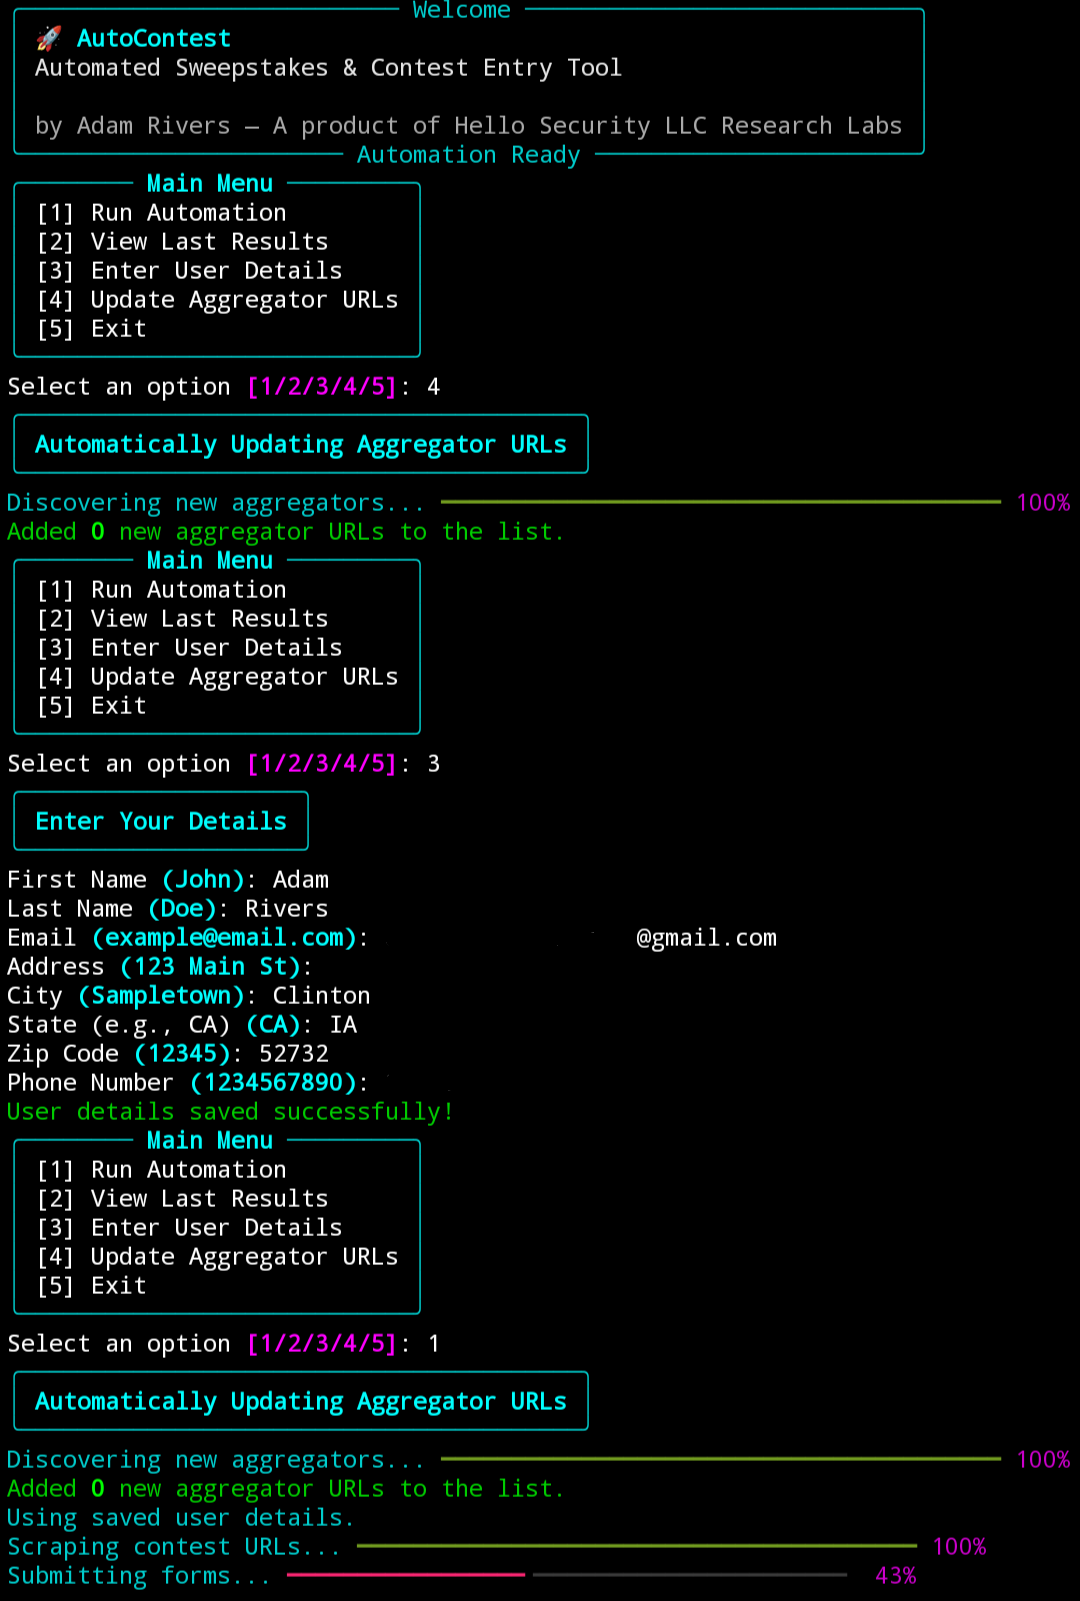 Welcome
🚀 AutoContest
Automated Sweepstakes & Contest Entry Tool
by Adam Rivers — A product of Hello Security LLC Research Labs
Automation Ready
Main Menu
[1] Run Automation
[2] View Last Results
[3] Enter User Details
[4] Update Aggregator URLs
[5] Exit
Select an option [1/2/3/4/5]: 4
Automatically Updating Aggregator URLs
Discovering new aggregators... 100%
Added 0 new aggregator URLs to the list.
Main Menu
[1] Run Automation
[2] View Last Results
[3] Enter User Details
[4] Update Aggregator URLs
[5] Exit
Select an option [1/2/3/4/5]: 3
Enter Your Details
First Name (John): Adam
Last Name (Doe): Rivers
Email (example@email.com): @gmail.com
Address (123 Main St):
City (Sampletown): Clinton
State (e.g., CA) (CA): IA
Zip Code (12345): 52732
Phone Number (1234567890):
User details saved successfully!
Main Menu
[1] Run Automation
[2] View Last Results
[3] Enter User Details
[4] Update Aggregator URLs
[5] Exit
Select an option [1/2/3/4/5]: 1
Automatically Updating Aggregator URLs
Discovering new aggregators... 100%
Added 0 new aggregator URLs to the list.
Using saved user details.
Scraping contest URLs... 100%
Submitting forms... 43%